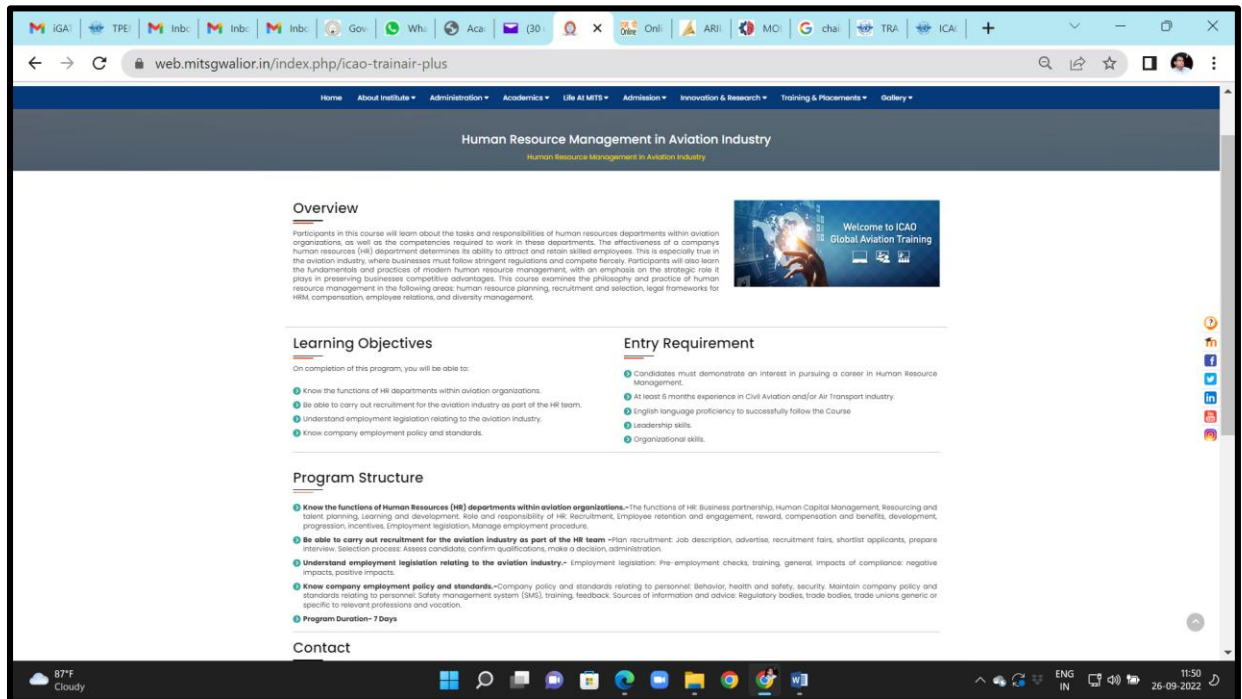 iGAT
TPE
Inbo
Inbo
Inbo
Gov
Wha
Aca
(30
Onli
ARII
MO
chai
TRA
ICAC
web.mitsgwalior.in/index.php/icao-trainair-plus
Home About Institute Administration Academics Life At MITS Admission Innovation & Research Training & Placements Gallery
Human Resource Management in Aviation Industry
Human Resource Management in Aviation Industry
Overview
Participants in this course will learn about the tasks and responsibilities of human resources departments within aviation
organizations, as well as the competencies required to work in these departments. The effectiveness of a companys
human resources (HR) department determines its ability to attract and retain skilled employees. This is especially true in
the aviation industry, where businesses must follow stringent regulations and compete fiercely. Participants will also learn
the fundamentals and practices of modern human resource management, with an emphasis on the strategic role it
plays in preserving businesses competitive advantages. This course examines the philosophy and practice of human
resource management in the following areas: human resource planning, recruitment and selection, legal frameworks for
HRM, compensation, employee relations, and diversity management.
Welcome to ICAO
Global Aviation Training
Learning Objectives
On completion of this program, you will be able to:
Know the functions of HR departments within aviation organizations.
Be able to carry out recruitment for the aviation industry as part of the HR team.
Understand employment legislation relating to the aviation industry.
Know company employment policy and standards.
Entry Requirement
Candidates must demonstrate an interest in pursuing a career in Human Resource
Management.
At least 6 months experience in Civil Aviation and/or Air Transport industry.
English language proficiency to successfully follow the Course
Leadership skills.
Organizational skills.
Program Structure
Know the functions of Human Resources (HR) departments within aviation organizations.-The functions of HR: Business partnership, Human Capital Management, Resourcing and
talent planning, Learning and development. Role and responsibility of HR: Recruitment, Employee retention and engagement, reward, compensation and benefits, development,
progression, incentives, Employment legislation, Manage employment procedure.
Be able to carry out recruitment for the aviation industry as part of the HR team -Plan recruitment: Job description, advertise, recruitment fairs, shortlist applicants, prepare
interview. Selection process: Assess candidate, confirm qualifications, make a decision, administration.
Understand employment legislation relating to the aviation industry.- Employment legislation: Pre-employment checks, training, general, Impacts of compliance: negative
impacts, positive impacts.
Know company employment policy and standards.-Company policy and standards relating to personnel: Behavior, health and safety, security. Maintain company policy and
standards relating to personnel: Safety management system (SMS), training, feedback. Sources of information and advice: Regulatory bodies, trade bodies, trade unions generic or
specific to relevant professions and vocation.
Program Duration- 7 Days
Contact
87°F
Cloudy
ENG
IN
11:50
26-09-2022